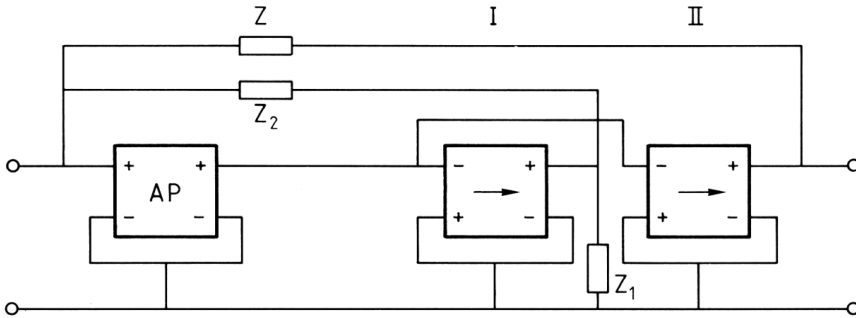 Z I II
Z₂
+ + - + - +
AP
- - + - + -
Z₁